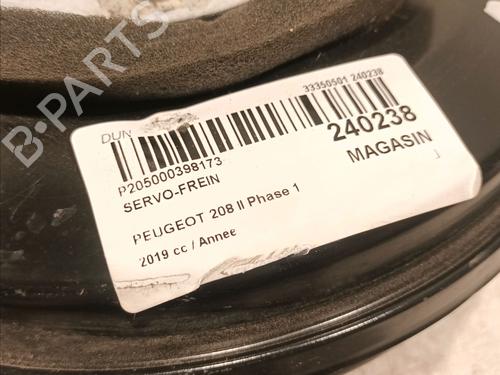 B-PARTS
DUN
33350501 240238
240238
MAGASIN
P205000398173
SERVO-FREIN
PEUGEOT 208 II Phase 1
2019 cc / Annee